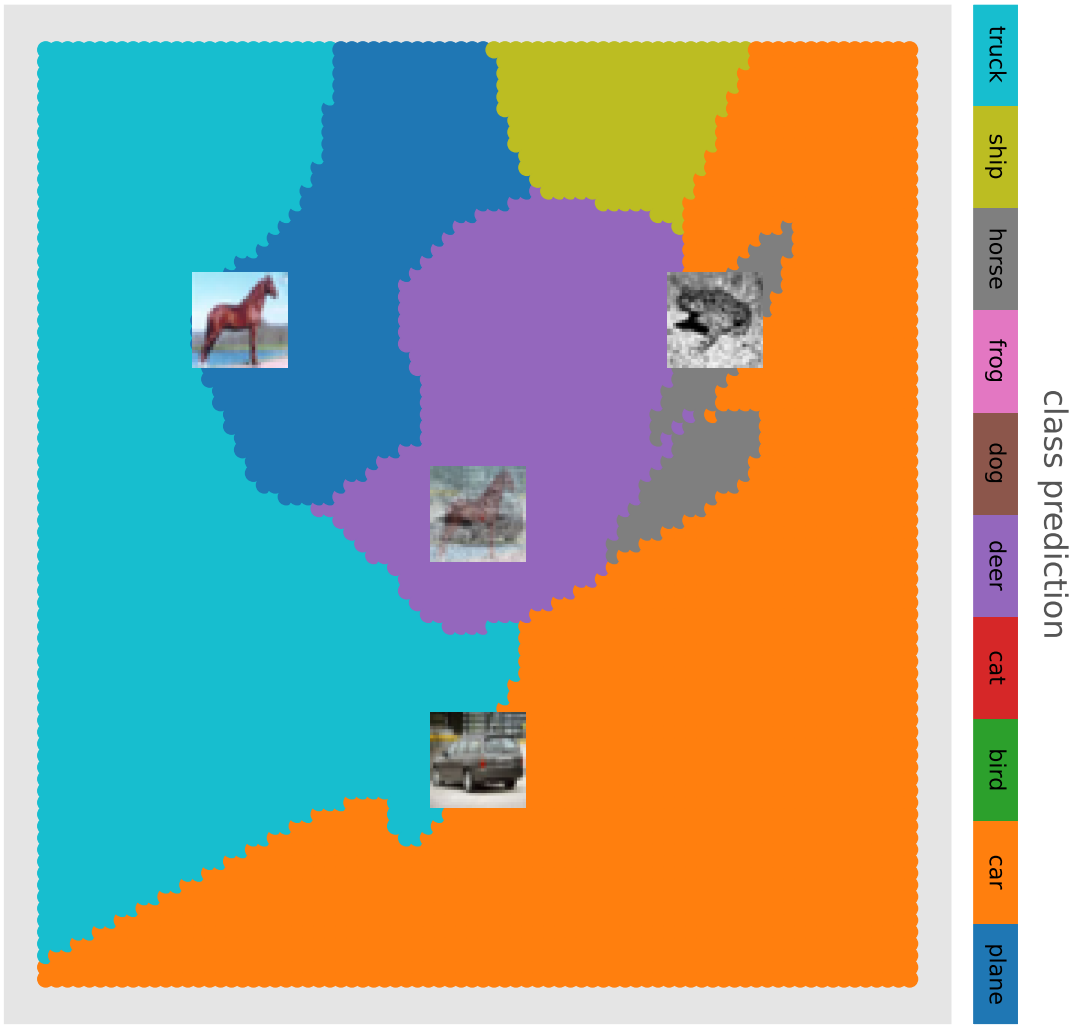 truck
ship
horse
frog
dog
deer
cat
bird
car
plane
class prediction